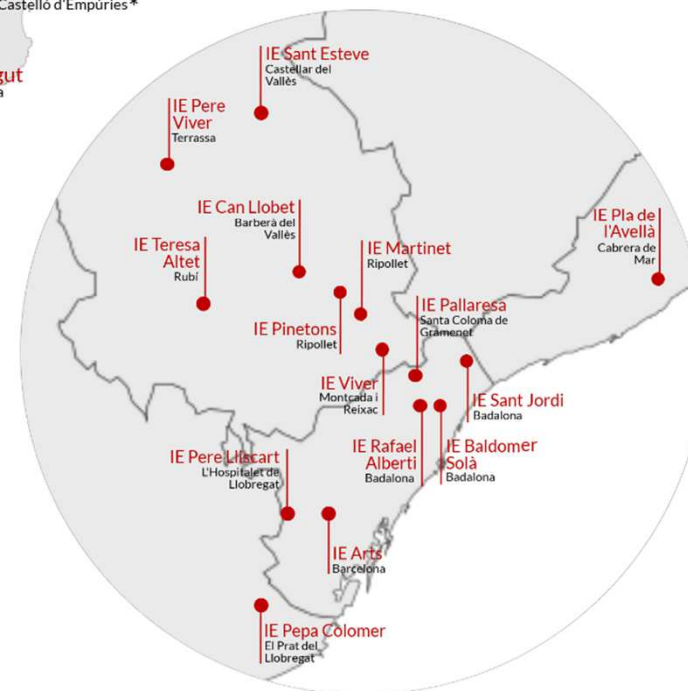 Castelló d'Empúries*
gut
a
IE Sant Esteve
Castellar del
Vallès
IE Pere
Viver
Terrassa
IE Can Llobet
Barberà del
Vallès
IE Pla de
l'Avellà
Cabrera de
Mar
IE Teresa
Altet
Rubí
IE Martinet
Ripollet
IE Pallaresa
Santa Coloma de
Gramenet
IE Pinetons
Ripollet
IE Viver
Montcada i
Reixac
IE Sant Jordi
Badalona
IE Rafael
Alberti
Badalona
IE Baldomer
Solà
Badalona
IE Pere Lliscart
L'Hospitalet de
Llobregat
IE Arts
Barcelona
IE Pepa Colomer
El Prat del
Llobregat